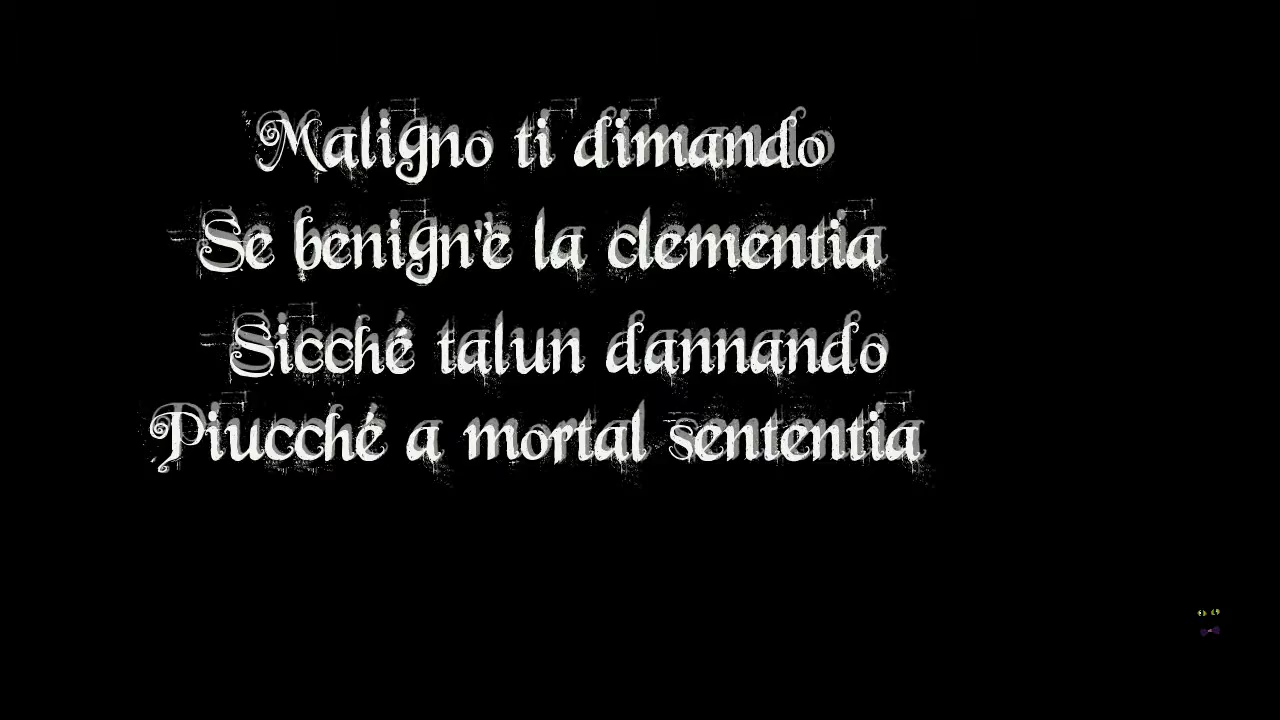 Maligno ti dimando
Se benign'è la clementia
Sicché talun dannando
Piucché a mortal sententia